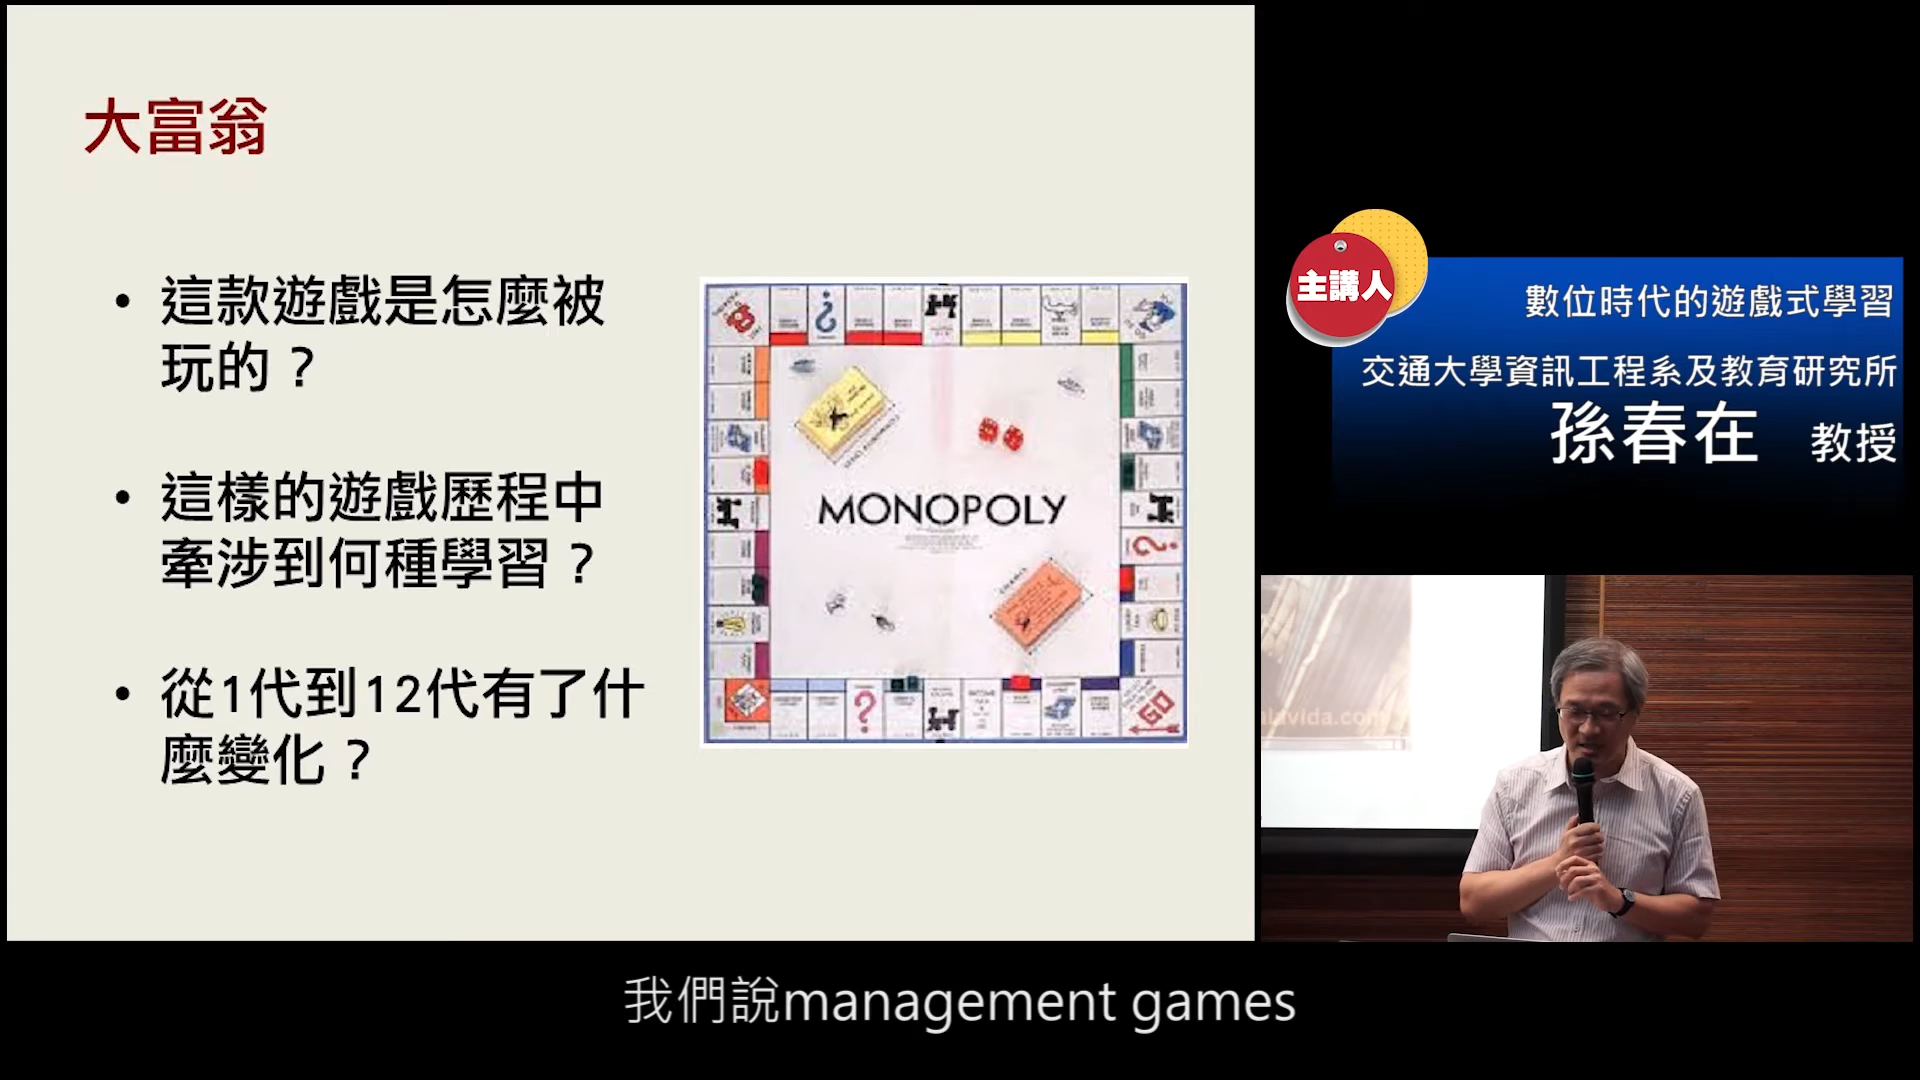 大富翁
• 這款遊戲是怎麼被
玩的？
• 這樣的遊戲歷程中
牽涉到何種學習？
• 從1代到12代有了什
麼變化？
MONOPOLY
GO
主講人
數位時代的遊戲式學習
交通大學資訊工程系及教育研究所
孫春在 教授
我們說management games